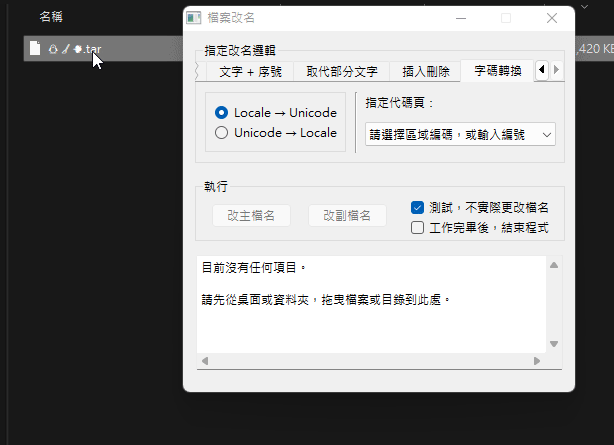 名稱
.tar
,420 KE
檔案改名
指定改名邏輯
文字 + 序號
取代部分文字
插入刪除
字碼轉換
Locale → Unicode
Unicode → Locale
指定代碼頁：
請選擇區域編碼，或輸入編號
執行
改主檔名
改副檔名
測試，不實際更改檔名
工作完畢後，結束程式
目前沒有任何項目。
請先從桌面或資料夾，拖曳檔案或目錄到此處。